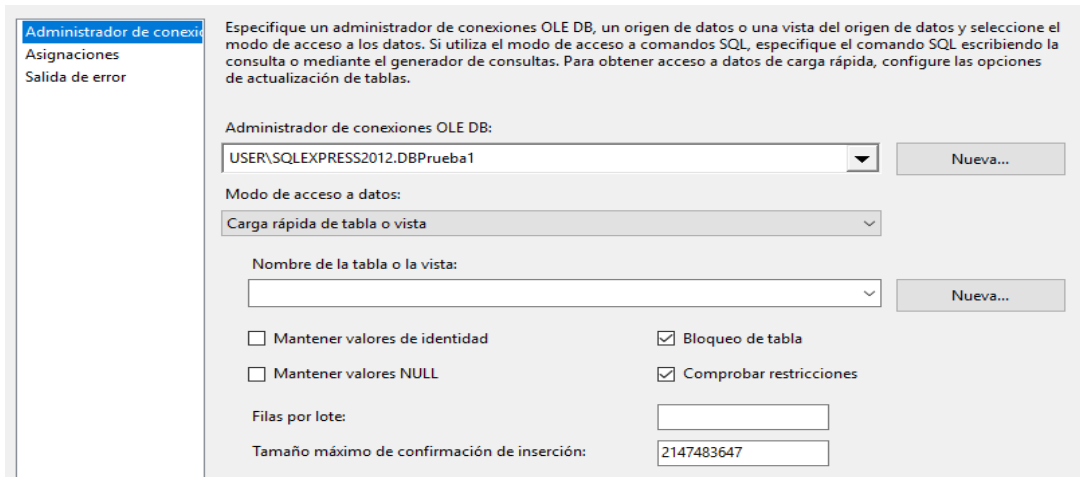 Administrador de conexic
Asignaciones
Salida de error
Especifique un administrador de conexiones OLE DB, un origen de datos o una vista del origen de datos y seleccione el
modo de acceso a los datos. Si utiliza el modo de acceso a comandos SQL, especifique el comando SQL escribiendo la
consulta o mediante el generador de consultas. Para obtener acceso a datos de carga rápida, configure las opciones
de actualización de tablas.
Administrador de conexiones OLE DB:
USER\SQLEXPRESS2012.DBPrueba1
Nueva...
Modo de acceso a datos:
Carga rápida de tabla o vista
Nombre de la tabla o la vista:
Nueva...
Mantener valores de identidad
Bloqueo de tabla
Mantener valores NULL
Comprobar restricciones
Filas por lote:
Tamaño máximo de confirmación de inserción:
2147483647